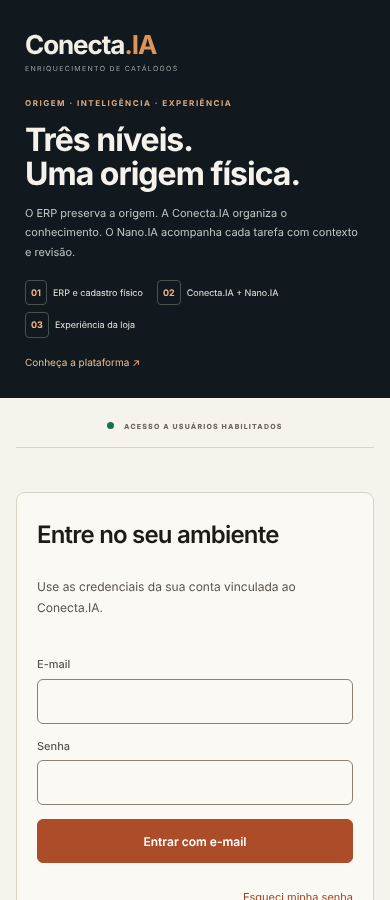 Conecta.IA
ENRIQUECIMENTO DE CATÁLOGOS
ORIGEM · INTELIGÊNCIA · EXPERIÊNCIA
Três níveis.
Uma origem física.
O ERP preserva a origem. A Conecta.IA organiza o
conhecimento. O Nano.IA acompanha cada tarefa com contexto
e revisão.
01 ERP e cadastro físico 02 Conecta.IA + Nano.IA
03 Experiência da loja
Conheça a plataforma ↗
ACESSO A USUÁRIOS HABILITADOS
Entre no seu ambiente
Use as credenciais da sua conta vinculada ao
Conecta.IA.
E-mail
Senha
Entrar com e-mail
Esqueci minha senha